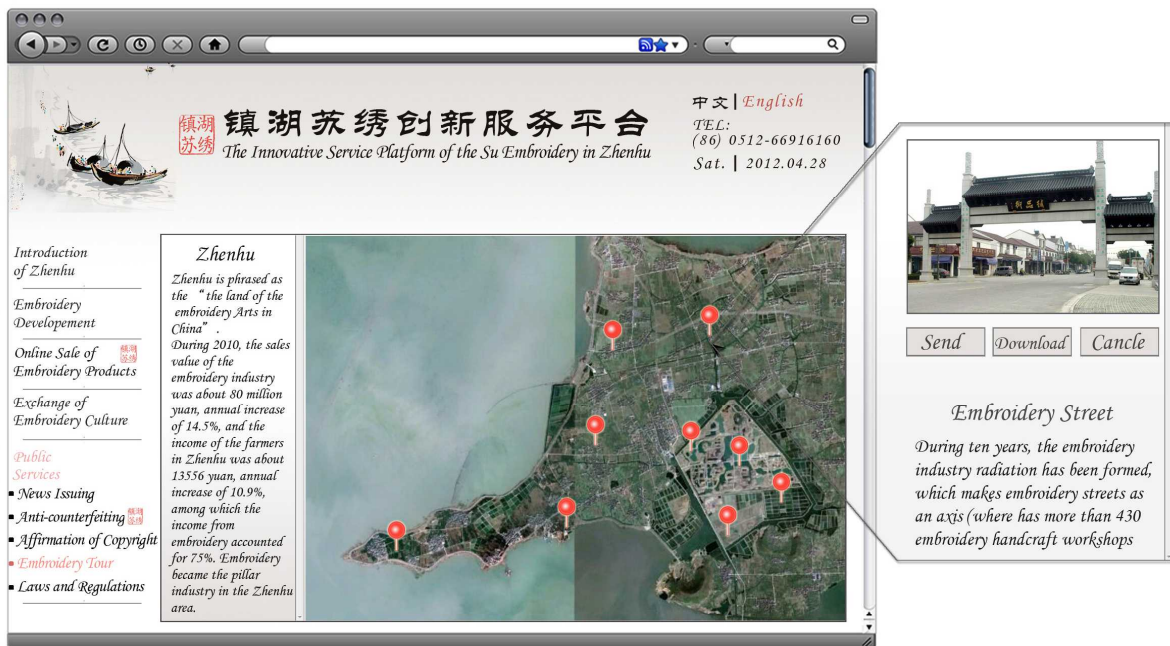 镇湖
苏绣
镇湖苏绣创新服务平台
The Innovative Service Platform of the Su Embroidery in Zhenhu
中文 | English
TEL:
(86) 0512-66916160
Sat. | 2012.04.28
Introduction
of Zhenhu
Embroidery
Developement
Online Sale of
Embroidery Products
镇湖
苏绣
Exchange of
Embroidery Culture
Public
Services
News Issuing
Anti-counterfeiting
镇湖
苏绣
Affirmation of Copyright
Embroidery Tour
Laws and Regulations
Zhenhu
Zhenhu is phrased as
the “the land of the
embroidery Arts in
China” .
During 2010, the sales
value of the
embroidery industry
was about 80 million
yuan, annual increase
of 14.5%, and the
income of the farmers
in Zhenhu was about
13556 yuan, annual
increase of 10.9%,
among which the
income from
embroidery accounted
for 75%. Embroidery
became the pillar
industry in the Zhenhu
area.
Send
Download
Cancle
Embroidery Street
During ten years, the embroidery
industry radiation has been formed,
which makes embroidery streets as
an axis (where has more than 430
embroidery handcraft workshops